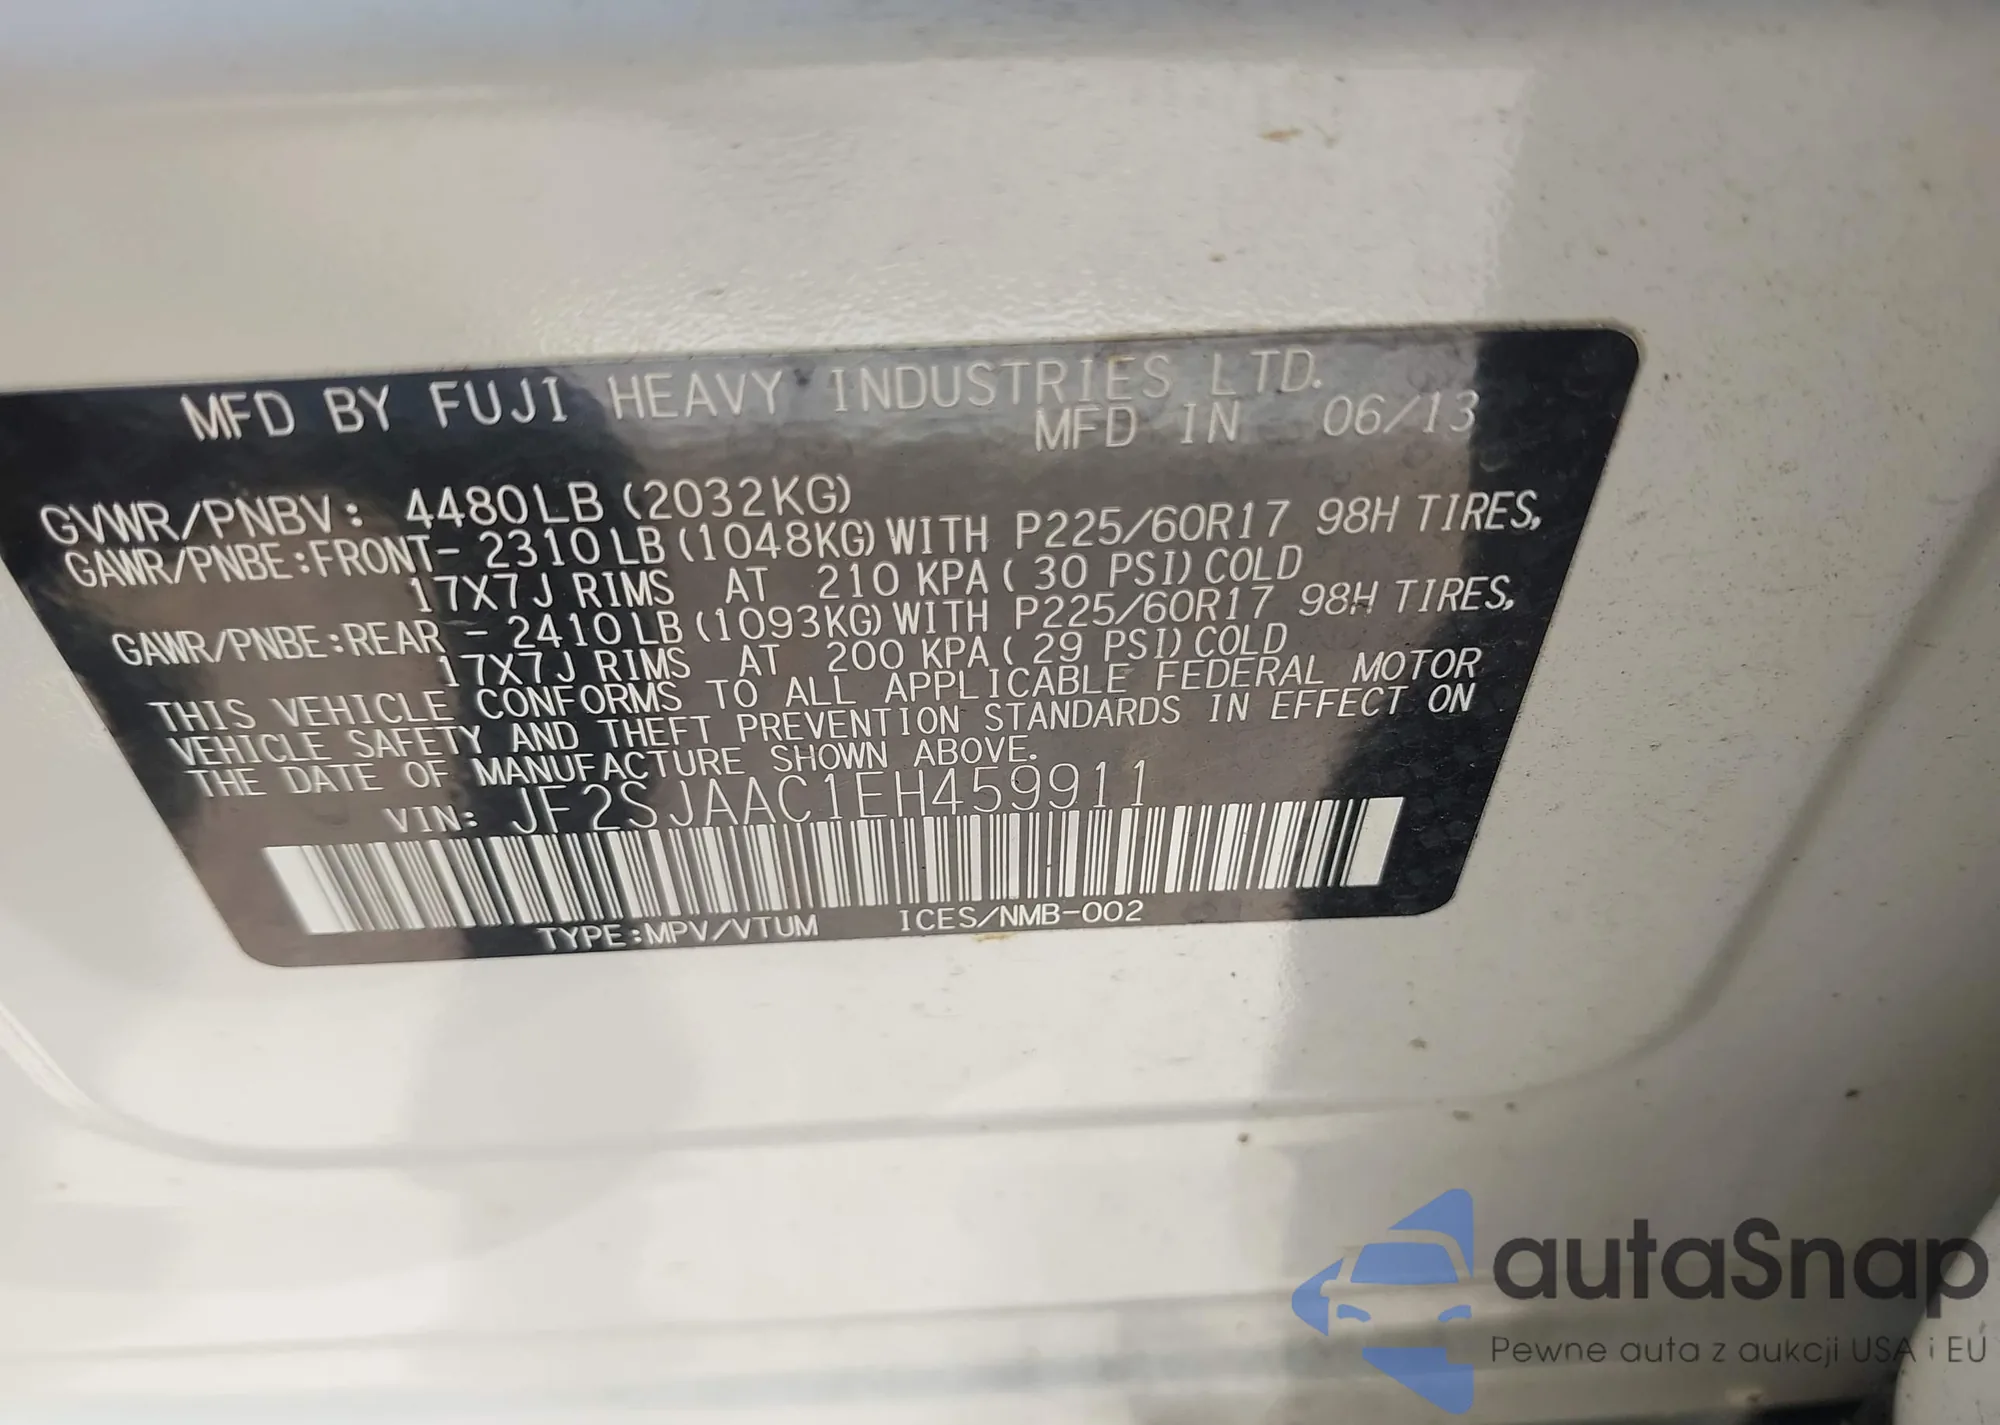 MFD BY FUJI HEAVY INDUSTRIES LTD.
MFD IN 06/13
GVWR/PNBV: 4480LB (2032KG)
GAWR/PNBE:FRONT- 2310LB (1048KG) WITH P225/60R17 98H TIRES,
17X7J RIMS AT 210 KPA ( 30 PSI) COLD
GAWR/PNBE:REAR - 2410LB (1093KG) WITH P225/60R17 98H TIRES,
17X7J RIMS AT 200 KPA ( 29 PSI) COLD
THIS VEHICLE CONFORMS TO ALL APPLICABLE FEDERAL MOTOR
VEHICLE SAFETY AND THEFT PREVENTION STANDARDS IN EFFECT ON
THE DATE OF MANUFACTURE SHOWN ABOVE.
VIN: JF2SJAAC1EH459911
TYPE:MPV/VTUM ICES/NMB-002
autaSnap
Pewne auta z aukcji USA i EU